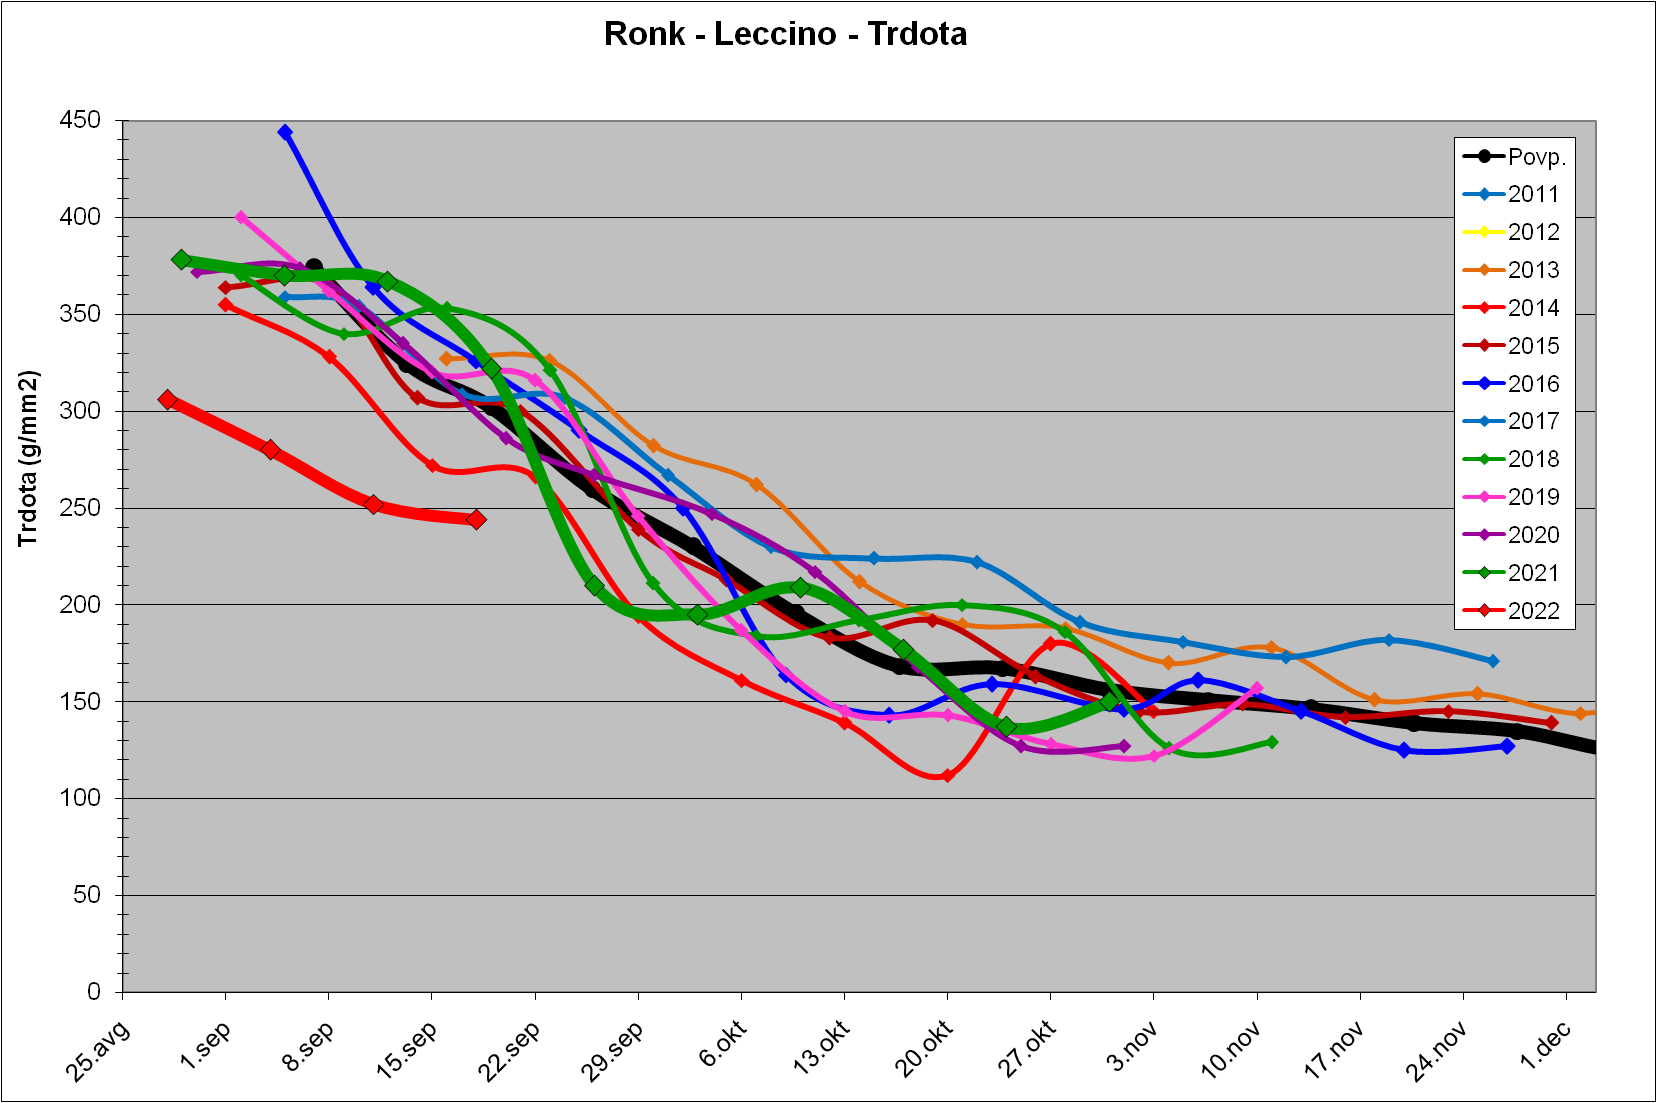 Ronk - Leccino - Trdota
Trdota (g/mm2)
450
400
350
300
250
200
150
100
50
0
25.avg
1.sep
8.sep
15.sep
22.sep
29.sep
6.okt
13.okt
20.okt
27.okt
3.nov
10.nov
17.nov
24.nov
1.dec
Povp.
2011
2012
2013
2014
2015
2016
2017
2018
2019
2020
2021
2022